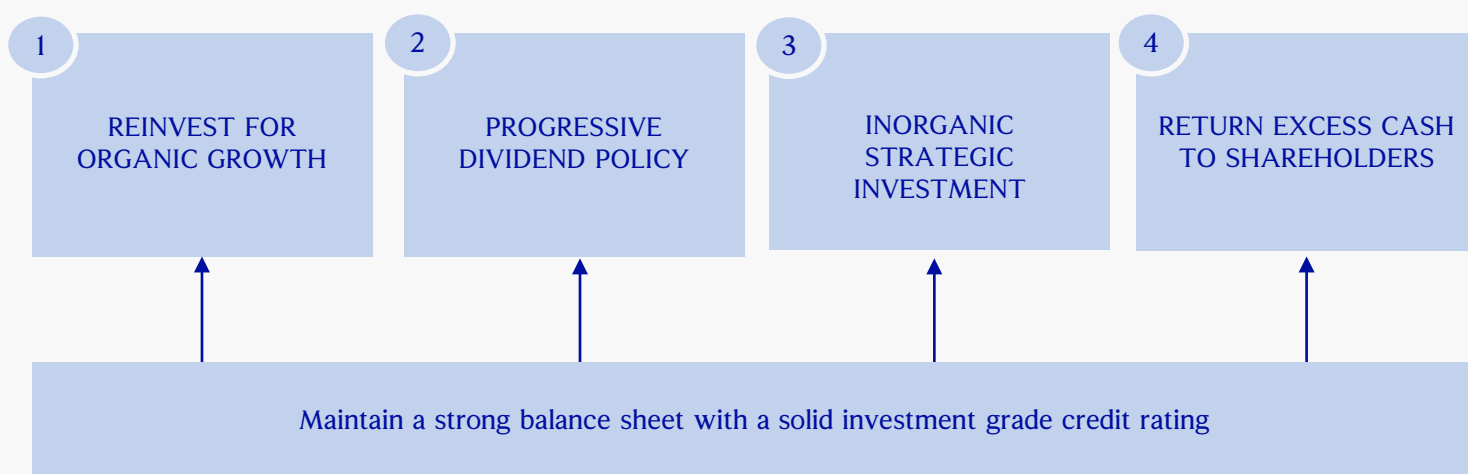 1
REINVEST FOR
ORGANIC GROWTH
2
PROGRESSIVE
DIVIDEND POLICY
3
INORGANIC
STRATEGIC
INVESTMENT
4
RETURN EXCESS CASH
TO SHAREHOLDERS
Maintain a strong balance sheet with a solid investment grade credit rating